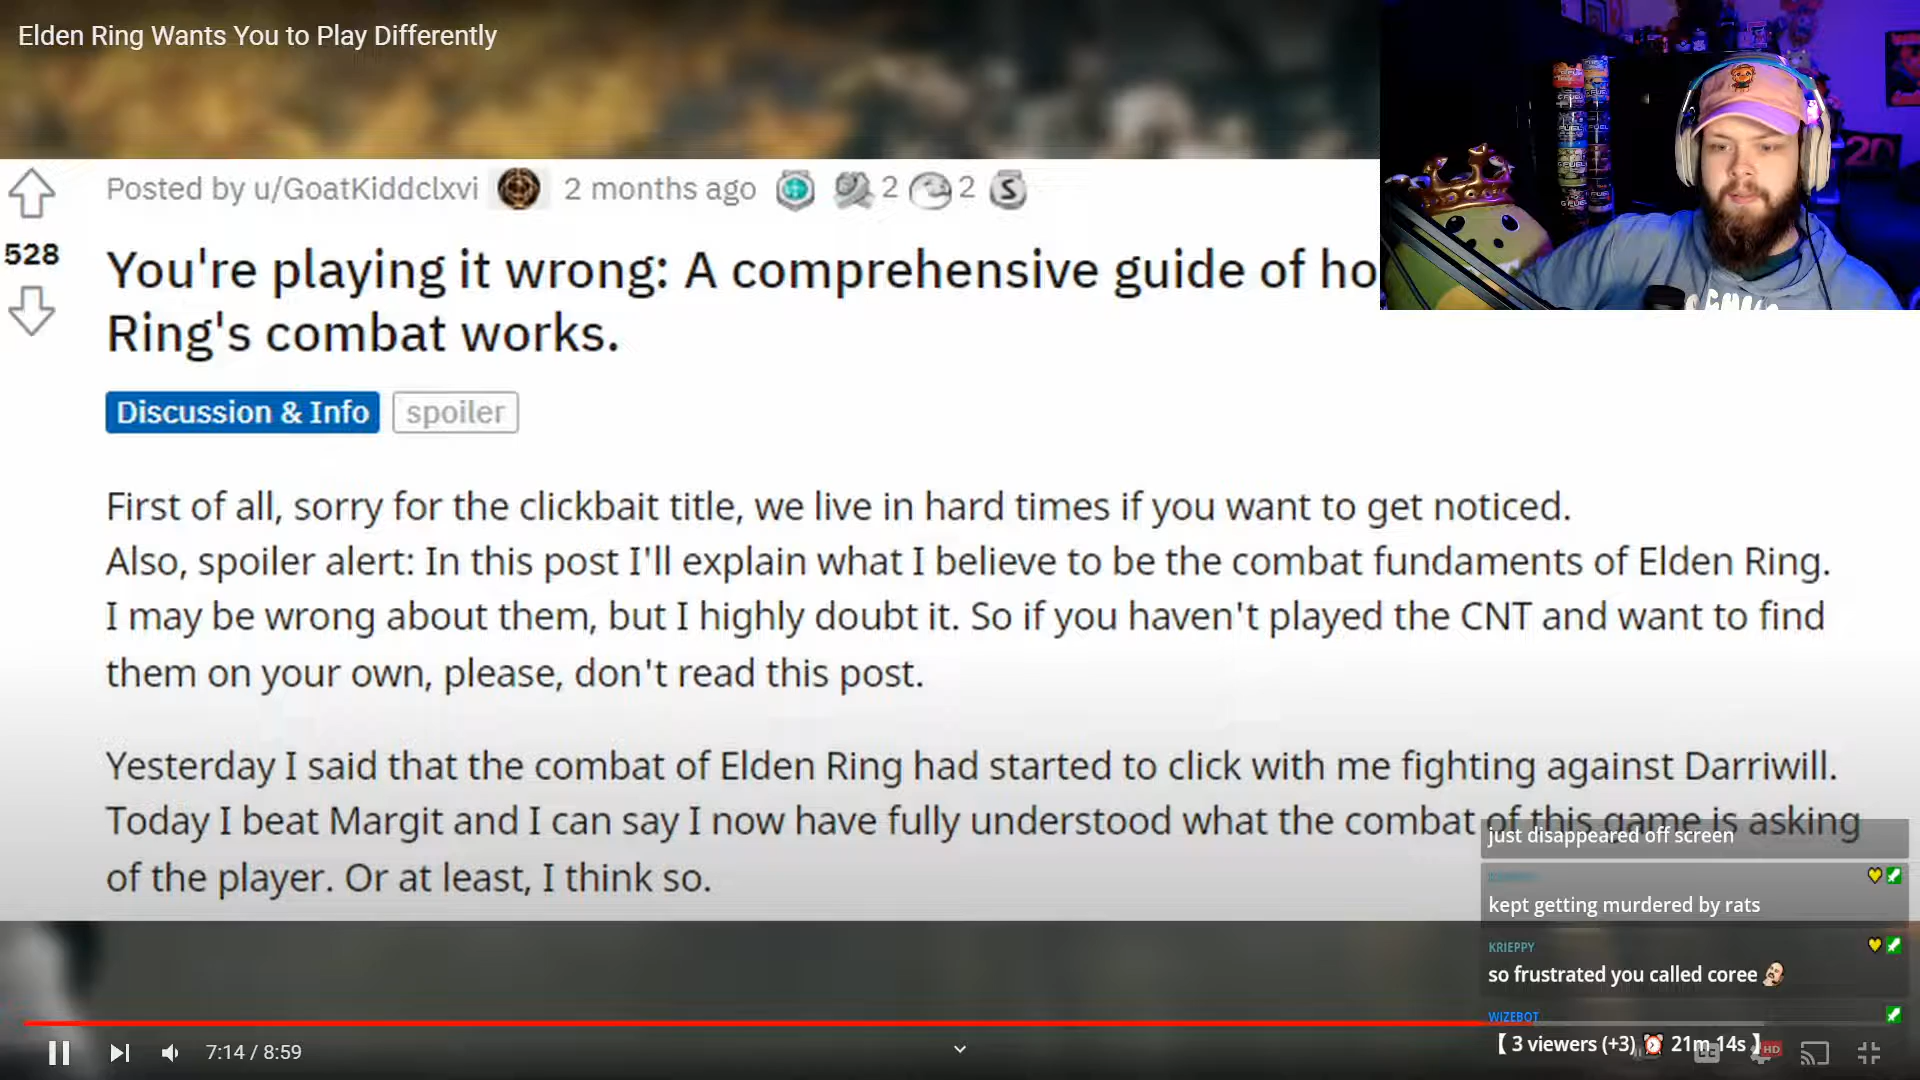 Elden Ring Wants You to Play Differently
Posted by u/GoatKiddclxvi 2 months ago 2 2 S
528
You're playing it wrong: A comprehensive guide of ho
Ring's combat works.
Discussion & Info spoiler
First of all, sorry for the clickbait title, we live in hard times if you want to get noticed.
Also, spoiler alert: In this post I'll explain what I believe to be the combat fundaments of Elden Ring.
I may be wrong about them, but I highly doubt it. So if you haven't played the CNT and want to find
them on your own, please, don't read this post.
Yesterday I said that the combat of Elden Ring had started to click with me fighting against Darriwill.
Today I beat Margit and I can say I now have fully understood what the combat of this game is asking
of the player. Or at least, I think so.
just disappeared off screen
kept getting murdered by rats
KRIEPPY
so frustrated you called coree
WIZEBOT
【 3 viewers (+3) ⏰ 21m 14s 】
7:14 / 8:59
HD
G FUEL